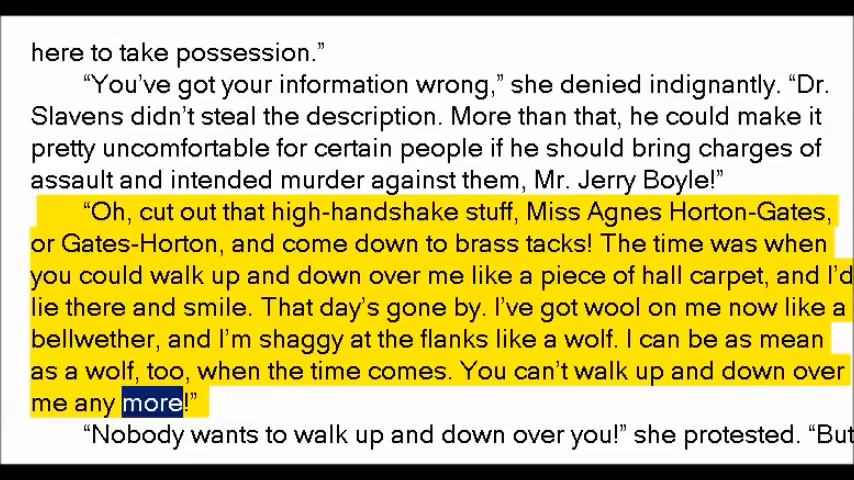 here to take possession.”
“You’ve got your information wrong,” she denied indignantly. “Dr.
Slavens didn’t steal the description. More than that, he could make it
pretty uncomfortable for certain people if he should bring charges of
assault and intended murder against them, Mr. Jerry Boyle!”
“Oh, cut out that high-handshake stuff, Miss Agnes Horton-Gates,
or Gates-Horton, and come down to brass tacks! The time was when
you could walk up and down over me like a piece of hall carpet, and I’d
lie there and smile. That day’s gone by. I’ve got wool on me now like a
bellwether, and I’m shaggy at the flanks like a wolf. I can be as mean
as a wolf, too, when the time comes. You can’t walk up and down over
me any more!”
“Nobody wants to walk up and down over you!” she protested. “But